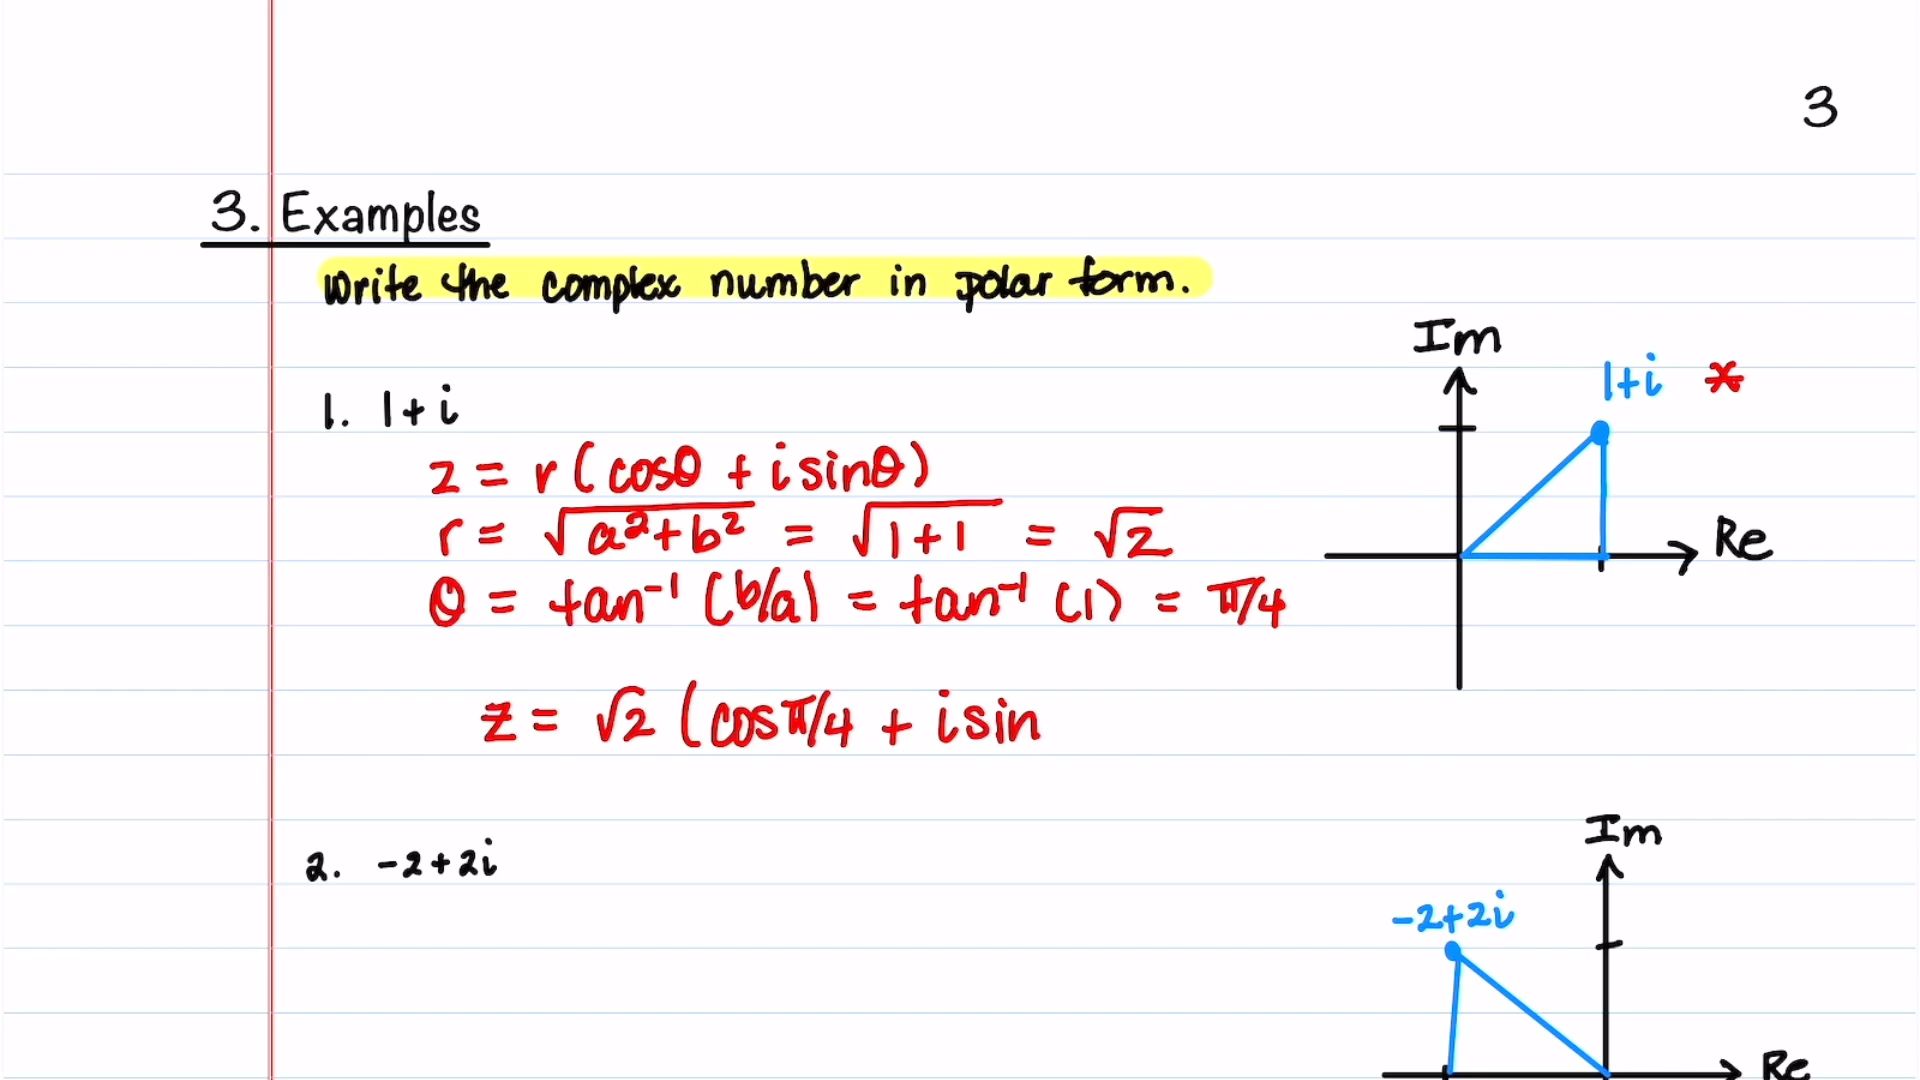 3
3. Examples
write the complex number in polar form.
Im
1+i *
1. 1+i
z = r (cosθ + i sinθ)
r = √a²+b² = √1+1 = √2
Re
θ = tan⁻¹ (b/a) = tan⁻¹ (1) = π/4
z = √2 (cosπ/4 + i sin
Im
2. -2+2i
-2+2i
Re